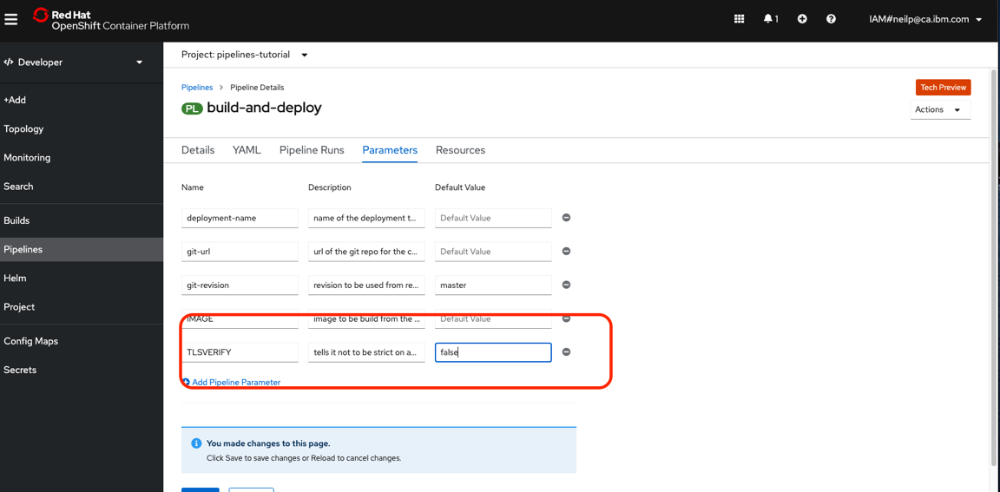 Red Hat
OpenShift Container Platform
1
IAM#neilp@ca.ibm.com
Developer
+Add
Topology
Monitoring
Search
Builds
Pipelines
Helm
Project
Config Maps
Secrets
Project: pipelines-tutorial
Pipelines > Pipeline Details
Tech Preview
PL build-and-deploy
Actions
Details YAML Pipeline Runs Parameters Resources
Name Description Default Value
deployment-name name of the deployment t... Default Value
git-url url of the git repo for the c... Default Value
git-revision revision to be used from re... master
IMAGE image to be build from the ... Default Value
TLSVERIFY tells it not to be strict on a... false
Add Pipeline Parameter
You made changes to this page.
Click Save to save changes or Reload to cancel changes.